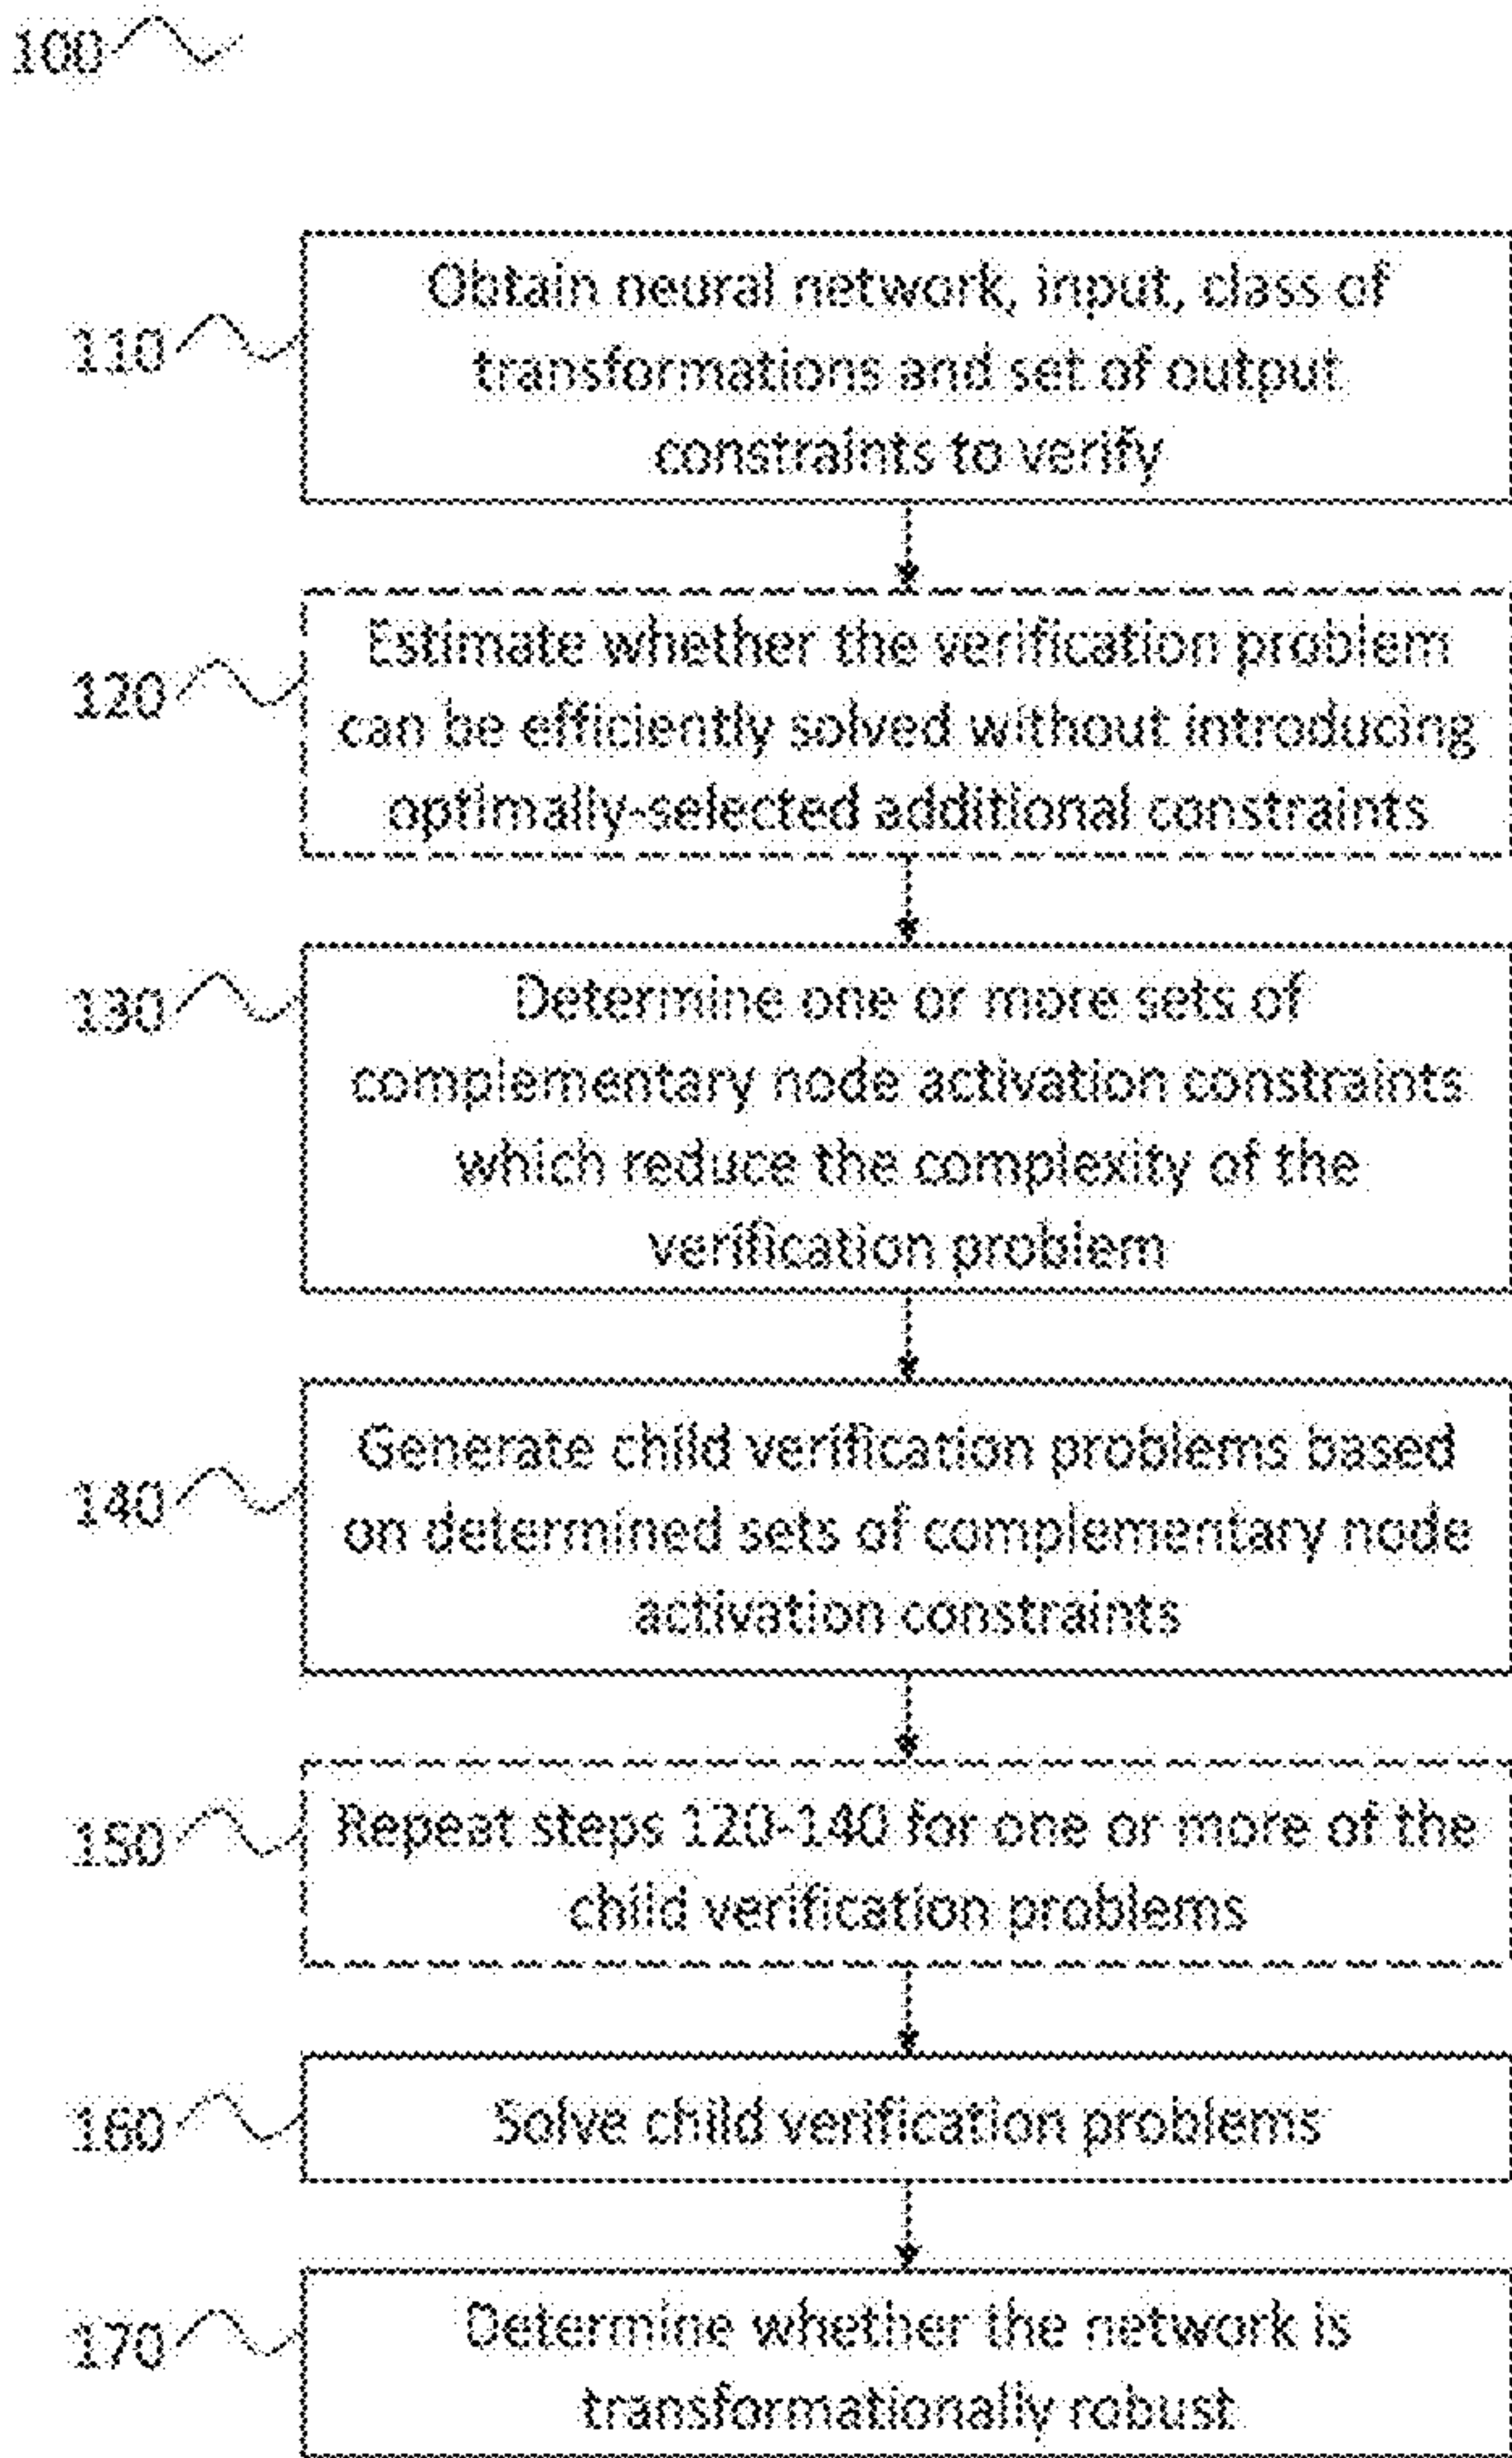 100
110
Obtain neural network, input, class of
transformations and set of output
constraints to verify
120
Estimate whether the verification problem
can be efficiently solved without introducing
optimally-selected additional constraints
130
Determine one or more sets of
complementary node activation constraints
which reduce the complexity of the
verification problem
140
Generate child verification problems based
on determined sets of complementary node
activation constraints
150
Repeat steps 120-140 for one or more of the
child verification problems
160
Solve child verification problems
170
Determine whether the network is
transformationally robust